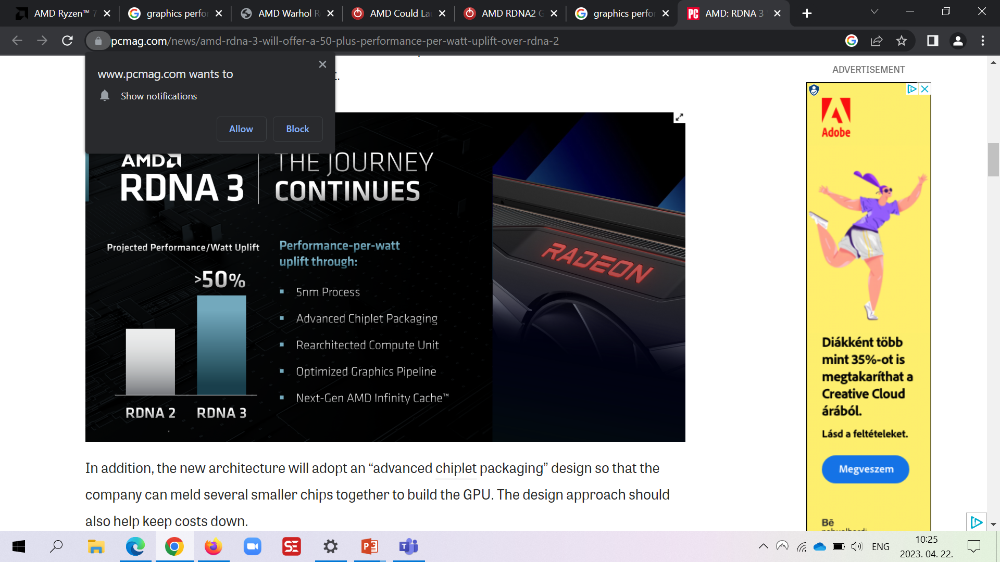 AMD Ryzen™ 7
graphics perfo
AMD Warhol R
AMD Could La
AMD RDNA2 G
graphics perfo
PC
AMD: RDNA 3
pcmag.com/news/amd-rdna-3-will-offer-a-50-plus-performance-per-watt-uplift-over-rdna-2
www.pcmag.com wants to
Show notifications
Allow
Block
ADVERTISEMENT
AMD
RDNA 3
THE JOURNEY
CONTINUES
Projected Performance/Watt Uplift
>50%
RDNA 2
RDNA 3
Performance-per-watt
uplift through:
▪ 5nm Process
▪ Advanced Chiplet Packaging
▪ Rearchitected Compute Unit
▪ Optimized Graphics Pipeline
▪ Next-Gen AMD Infinity Cache™
RADEON
In addition, the new architecture will adopt an “advanced chiplet packaging” design so that the
company can meld several smaller chips together to build the GPU. The design approach should
also help keep costs down.
Adobe
Diákként több
mint 35%-ot is
megtakaríthat a
Creative Cloud
árából.
Lásd a feltételeket.
Megveszem
Bē
SE
ENG
10:25
2023. 04. 22.